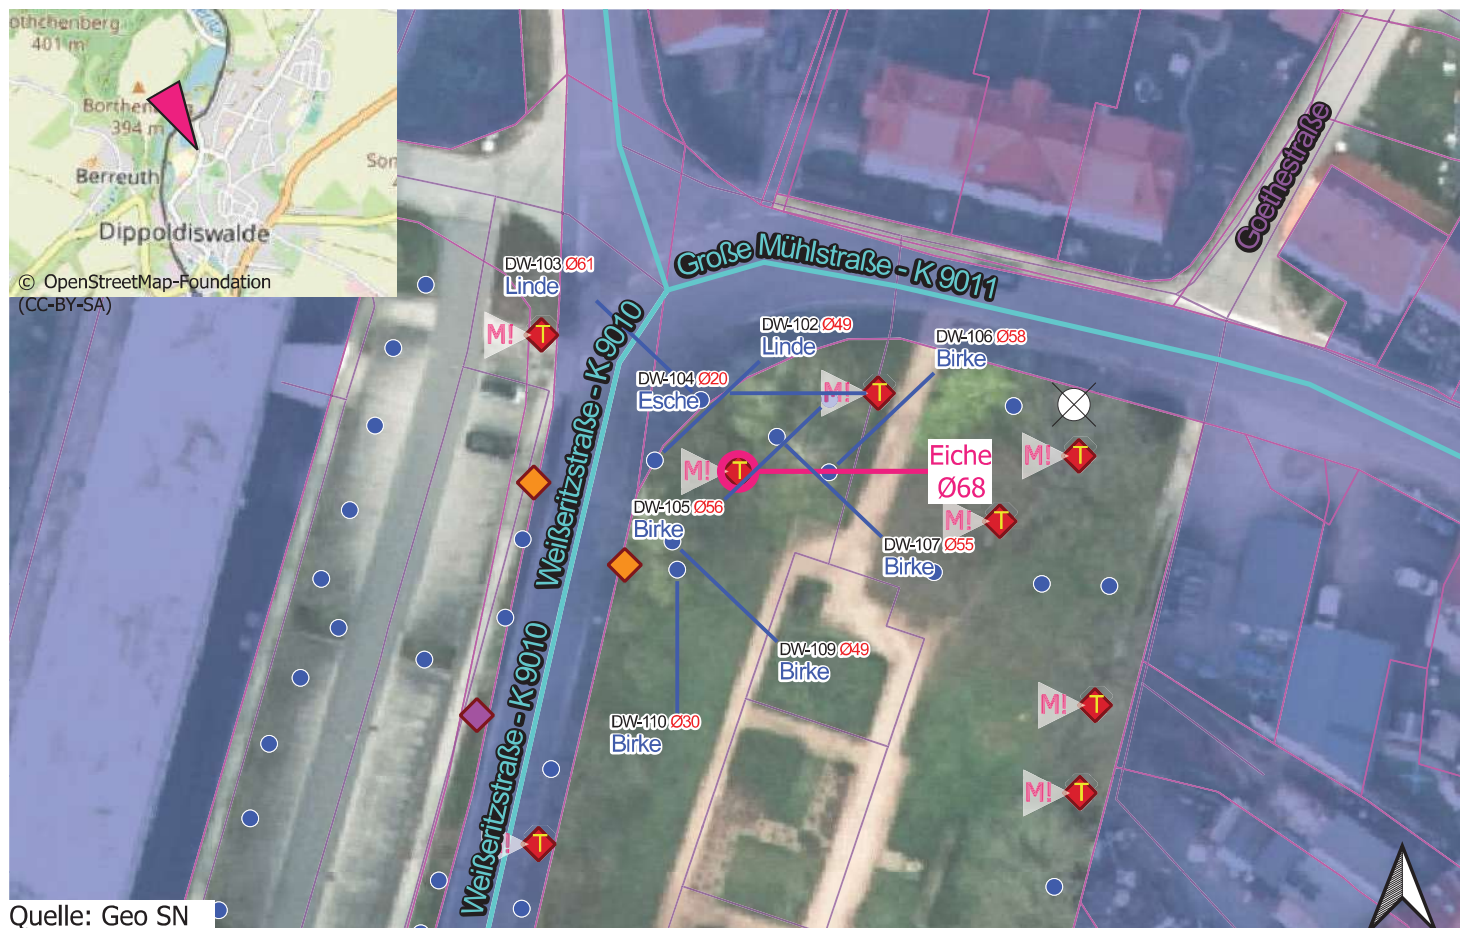 othchenberg
401 m
Borthen
g
394 m
Berreuth
Son
Dippoldiswalde
© OpenStreetMap-Foundation
(CC-BY-SA)
DW-103 Ø61
Linde
M! T
Große Mühlstraße - K 9011
Goethestraße
DW-102 Ø49
Linde
DW-106 Ø58
Birke
DW-104 Ø20
Esche
M! T
Weißeritzstraße - K 9010
M! T
Eiche
Ø68
M! T
DW-105 Ø56
Birke
M! T
DW-107 Ø55
Birke
DW-109 Ø49
Birke
Weißeritzstraße - K 9010
DW-110 Ø30
Birke
M! T
M! T
! T
Quelle: Geo SN